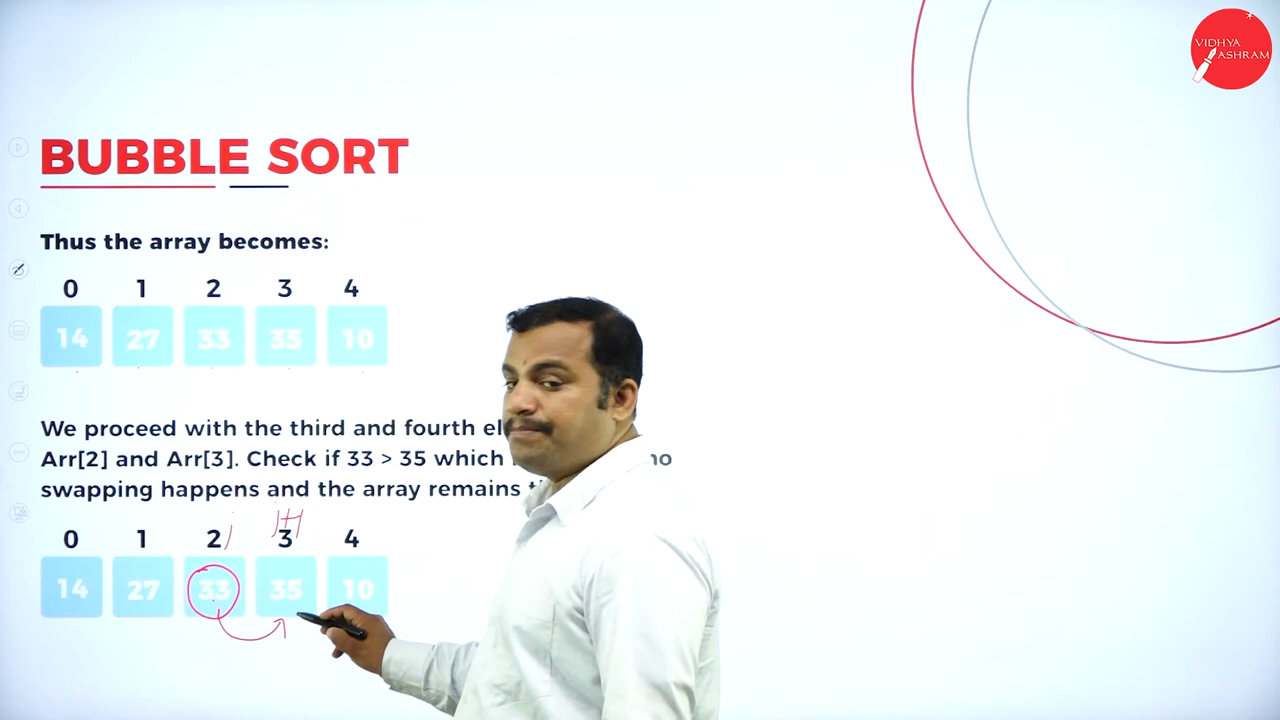 VIDHYA
ASHRAM
BUBBLE SORT
Thus the array becomes:
0 1 2 3 4
14 27 33 35 10
We proceed with the third and fourth
Arr[2] and Arr[3]. Check if 33 > 35 which
swapping happens and the array remains
0 1 2 3 4
14 27 33 35 10